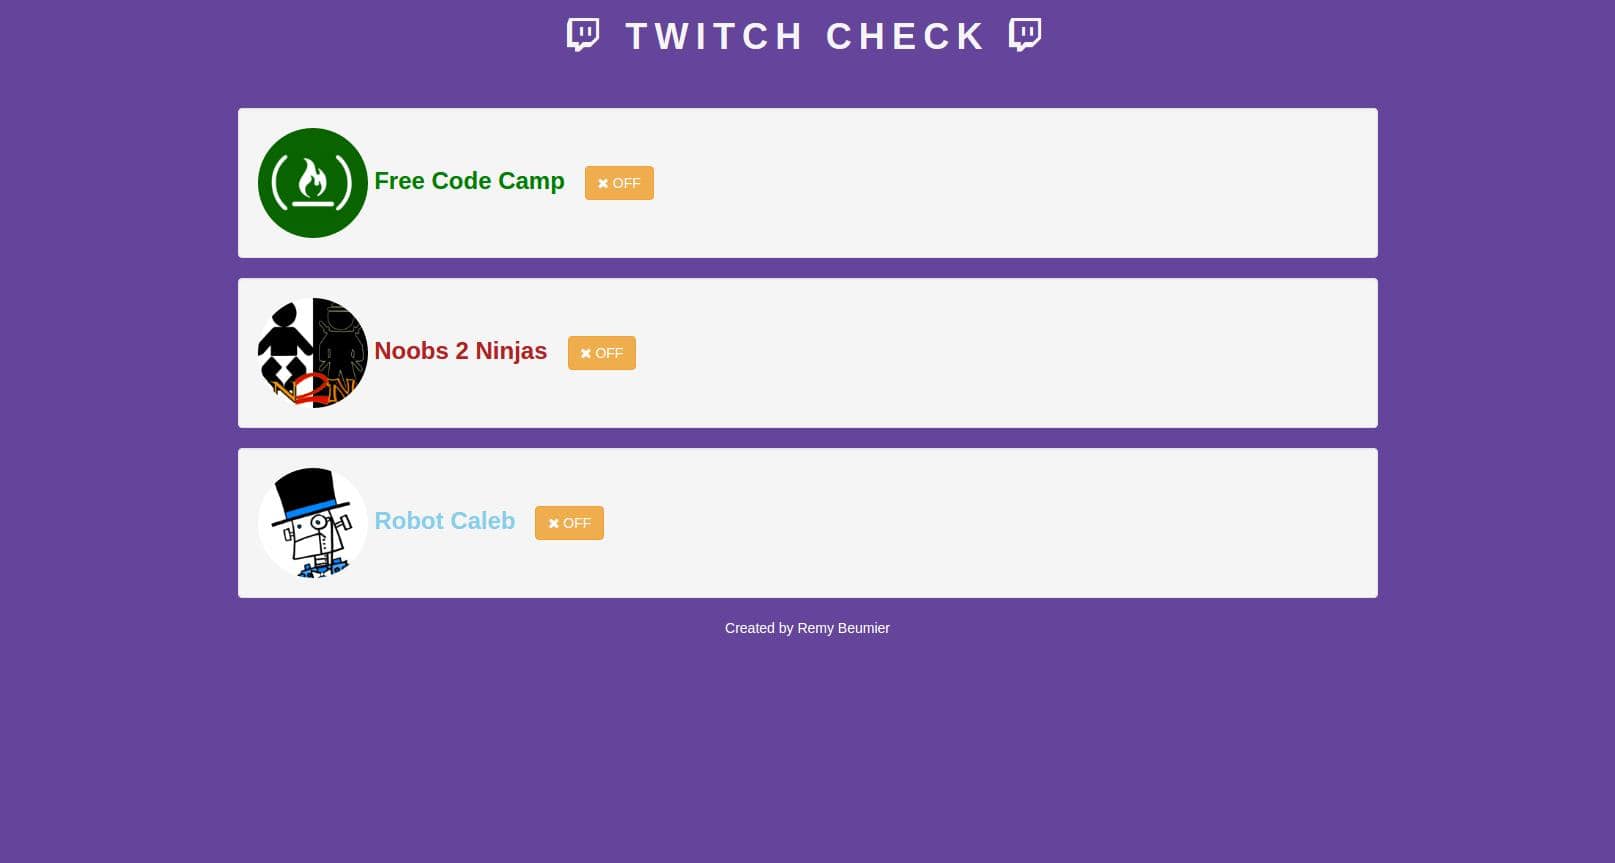 TWITCH CHECK
Free Code Camp
OFF
N2N
Noobs 2 Ninjas
OFF
Robot Caleb
OFF
Created by Remy Beumier